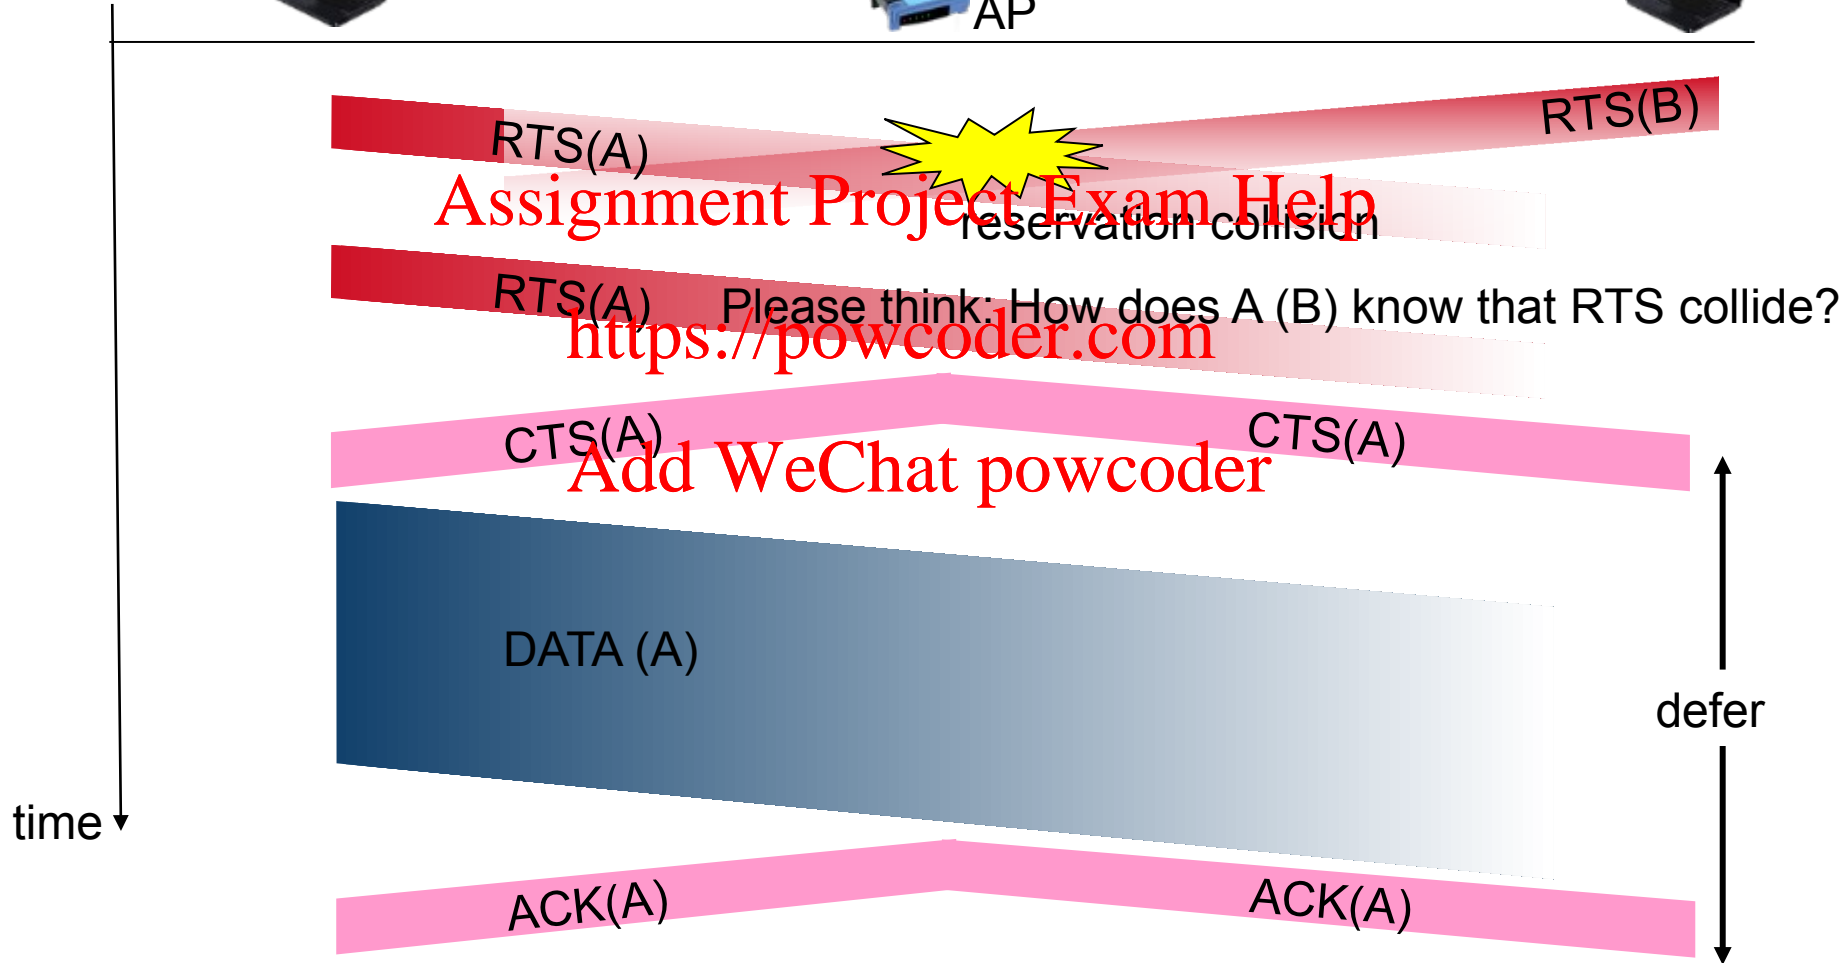 AP
RTS(B)
RTS(A)
Assignment Project Exam Help
reservation collision
RTS(A)
Please think: How does A (B) know that RTS collide?
https://powcoder.com
CTS(A)
CTS(A)
Add WeChat powcoder
DATA (A)
defer
time
ACK(A)
ACK(A)